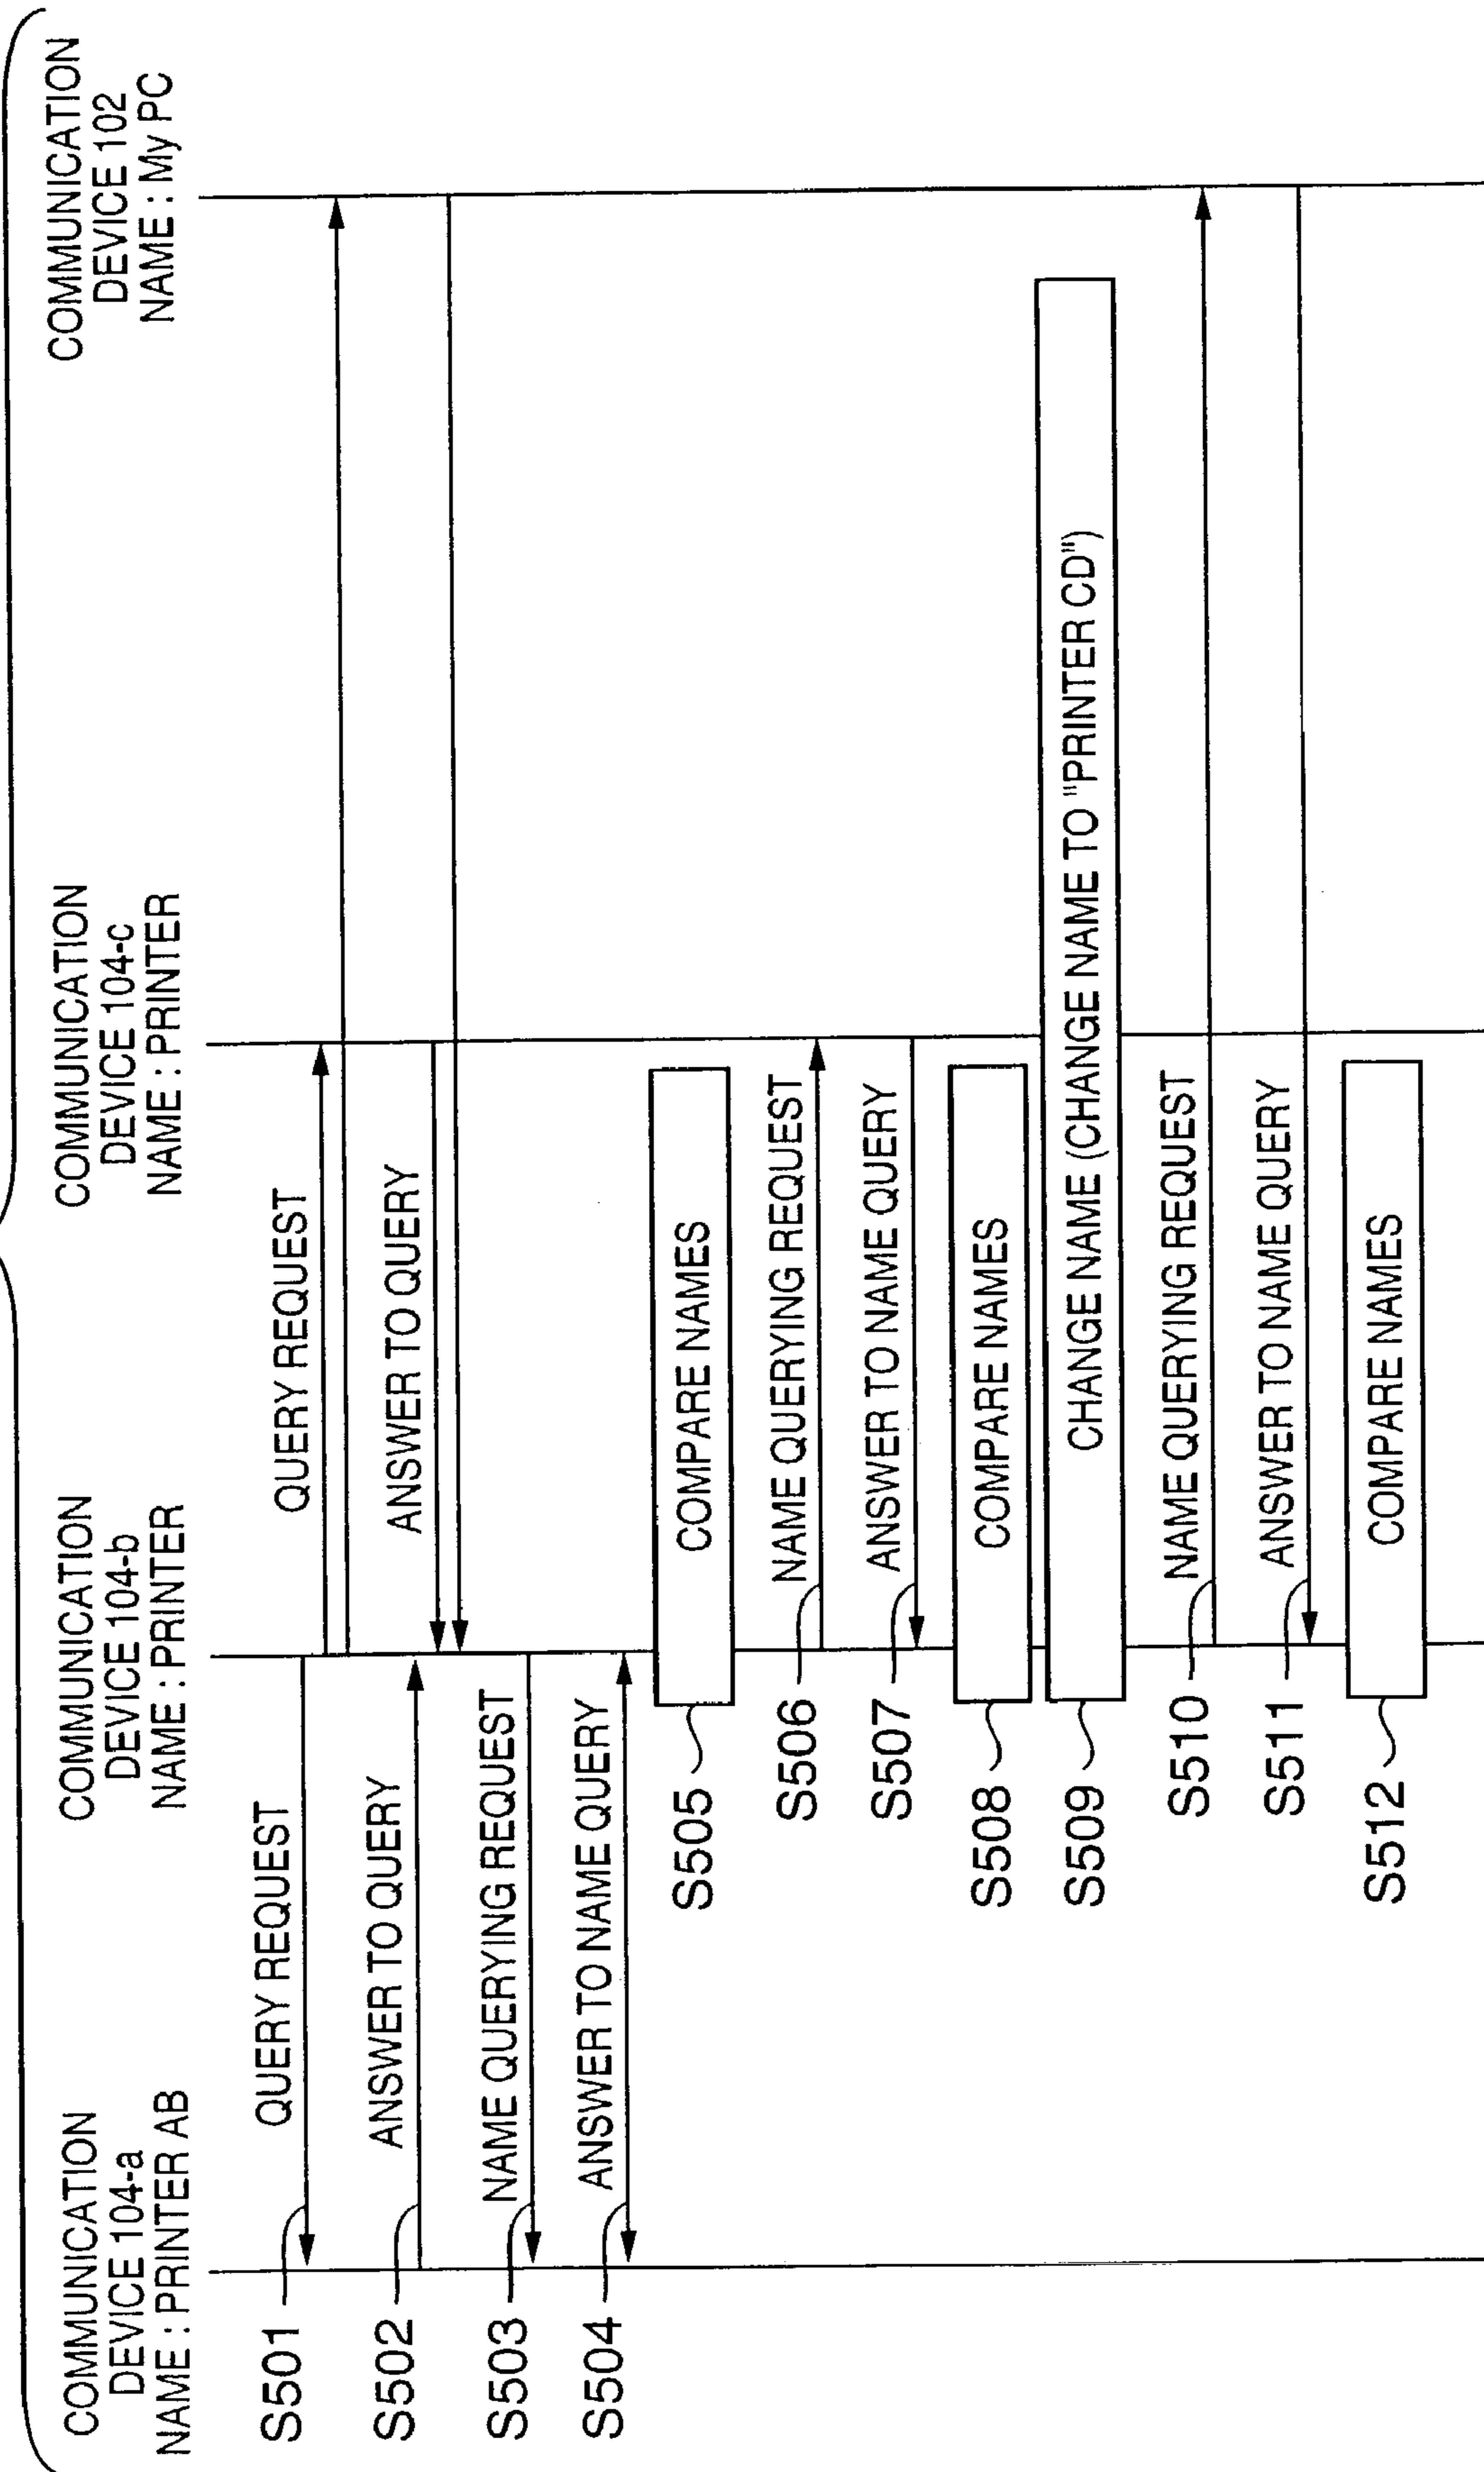 COMMUNICATION
DEVICE 104-a
NAME : PRINTER AB
COMMUNICATION
DEVICE 104-b
NAME : PRINTER
COMMUNICATION
DEVICE 104-c
NAME : PRINTER
COMMUNICATION
DEVICE 102
NAME : My PC
S501
QUERY REQUEST
QUERY REQUEST
S502
ANSWER TO QUERY
ANSWER TO QUERY
S503
NAME QUERYING REQUEST
S504
ANSWER TO NAME QUERY
S505
COMPARE NAMES
S506
NAME QUERYING REQUEST
S507
ANSWER TO NAME QUERY
S508
COMPARE NAMES
S509
CHANGE NAME (CHANGE NAME TO "PRINTER CD")
S510
NAME QUERYING REQUEST
S511
ANSWER TO NAME QUERY
S512
COMPARE NAMES